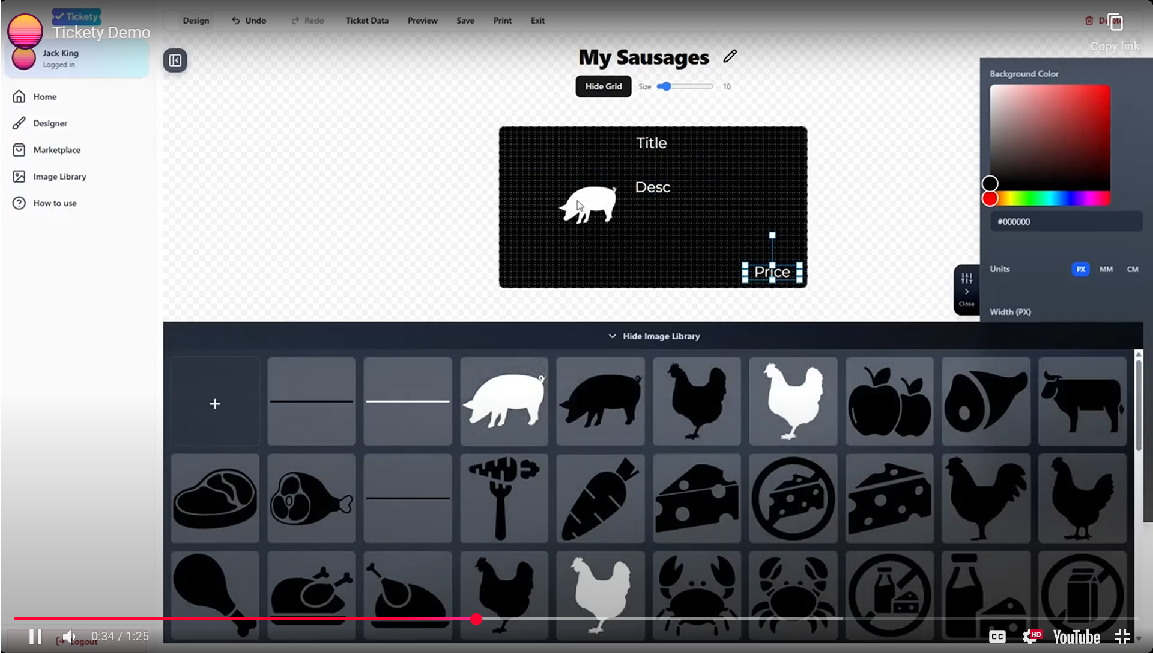 Tickety
Tickety Demo
Jack King
Logged in
Home
Designer
Marketplace
Image Library
How to use
Design Undo Redo Ticket Data Preview Save Print Exit
Copy link
My Sausages
Hide Grid Size 10
Title
Desc
Price
Background Color
#000000
Units PX MM CM
Close
Width (PX)
Hide Image Library
+
Logout
0:34 / 1:25
CC HD YouTube